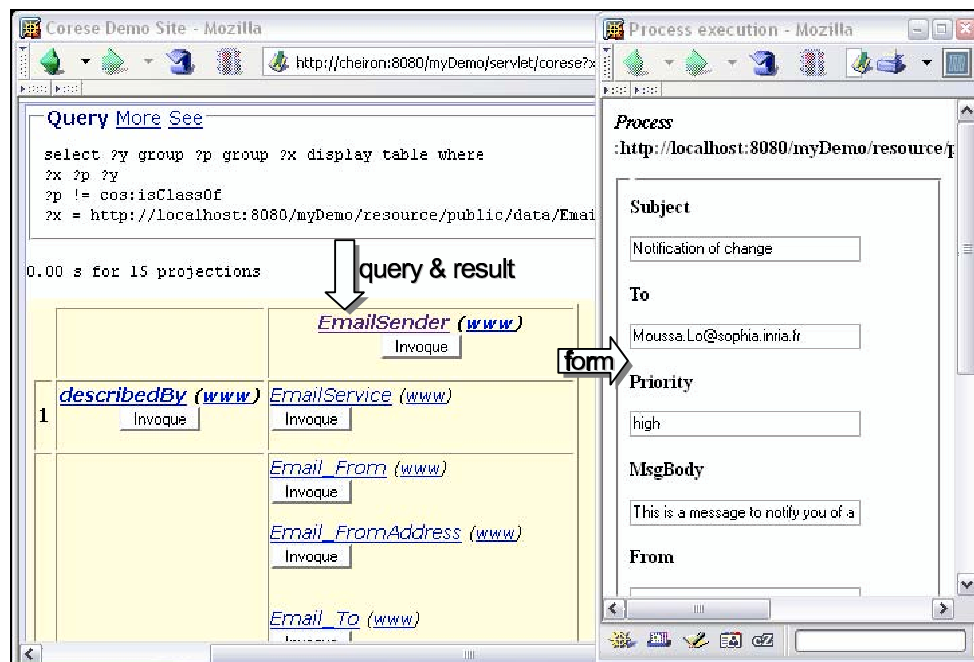 Corese Demo Site - Mozilla
http://cheiron:8080/myDemo/servlet/corese?x
Query More See
select ?y group ?p group ?x display table where
?x ?p ?y
?p != cos:isClassOf
?x = http://localhost:8080/myDemo/resource/public/data/Emai
0.00 s for 15 projections
query & result
EmailSender (www)
Invoque
1
describedBy (www)
Invoque
EmailService (www)
Invoque
Email_From (www)
Invoque
Email_FromAddress (www)
Invoque
Email_To (www)
Invoque
form
Process execution - Mozilla
Process
:http://localhost:8080/myDemo/resource/p
Subject
Notification of change
To
Moussa.Lo@sophia.inria.fr
Priority
high
MsgBody
This is a message to notify you of a
From